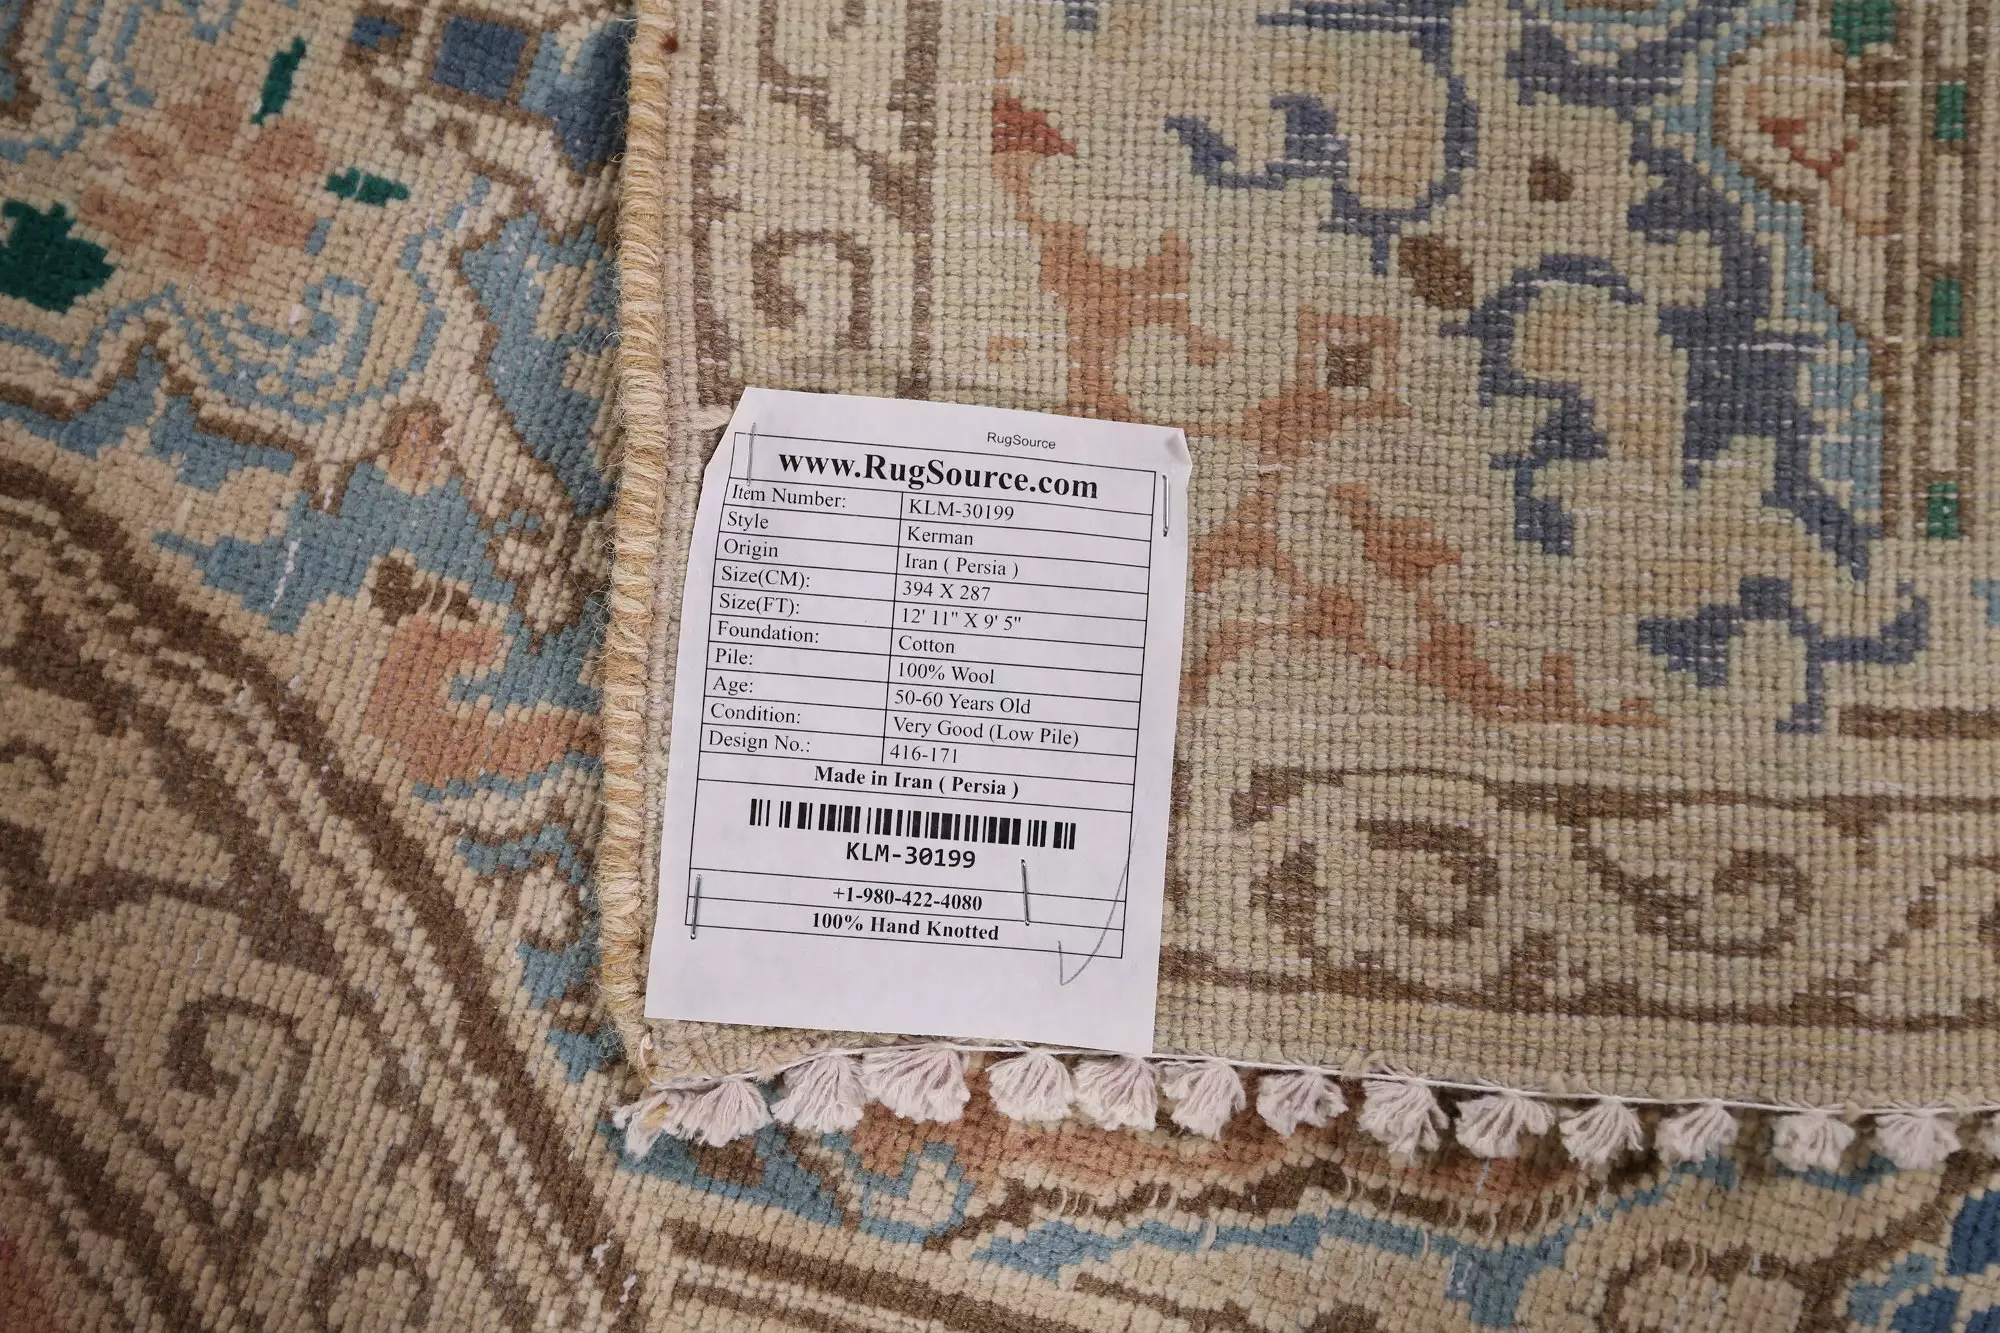 RugSource
www.RugSource.com
Item Number: KLM-30199
Style Kerman
Origin Iran ( Persia )
Size(CM): 394 X 287
Size(FT): 12' 11" X 9' 5"
Foundation: Cotton
Pile: 100% Wool
Age: 50-60 Years Old
Condition: Very Good (Low Pile)
Design No.: 416-171
Made in Iran ( Persia )
KLM-30199
+1-980-422-4080
100% Hand Knotted